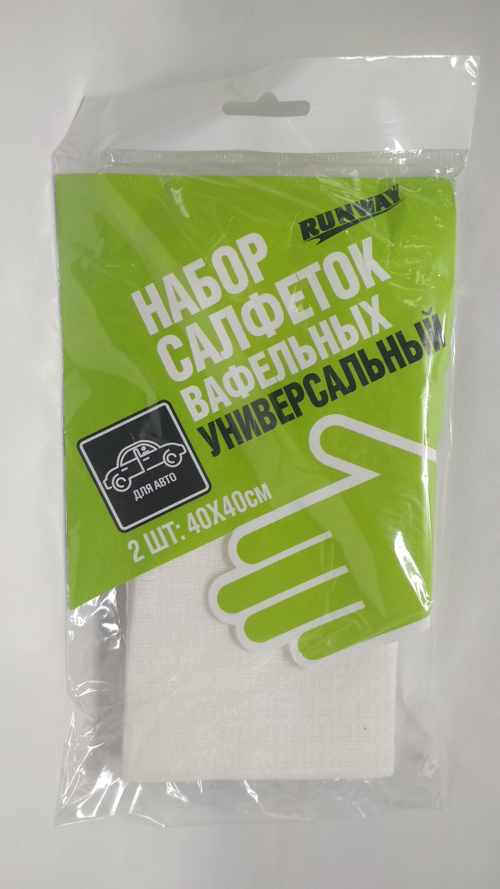 RUNWAY
НАБОР
САЛФЕТОК
ВАФЕЛЬНЫХ
УНИВЕРСАЛЬНЫЙ
ДЛЯ АВТО
2 ШТ: 40Х40см